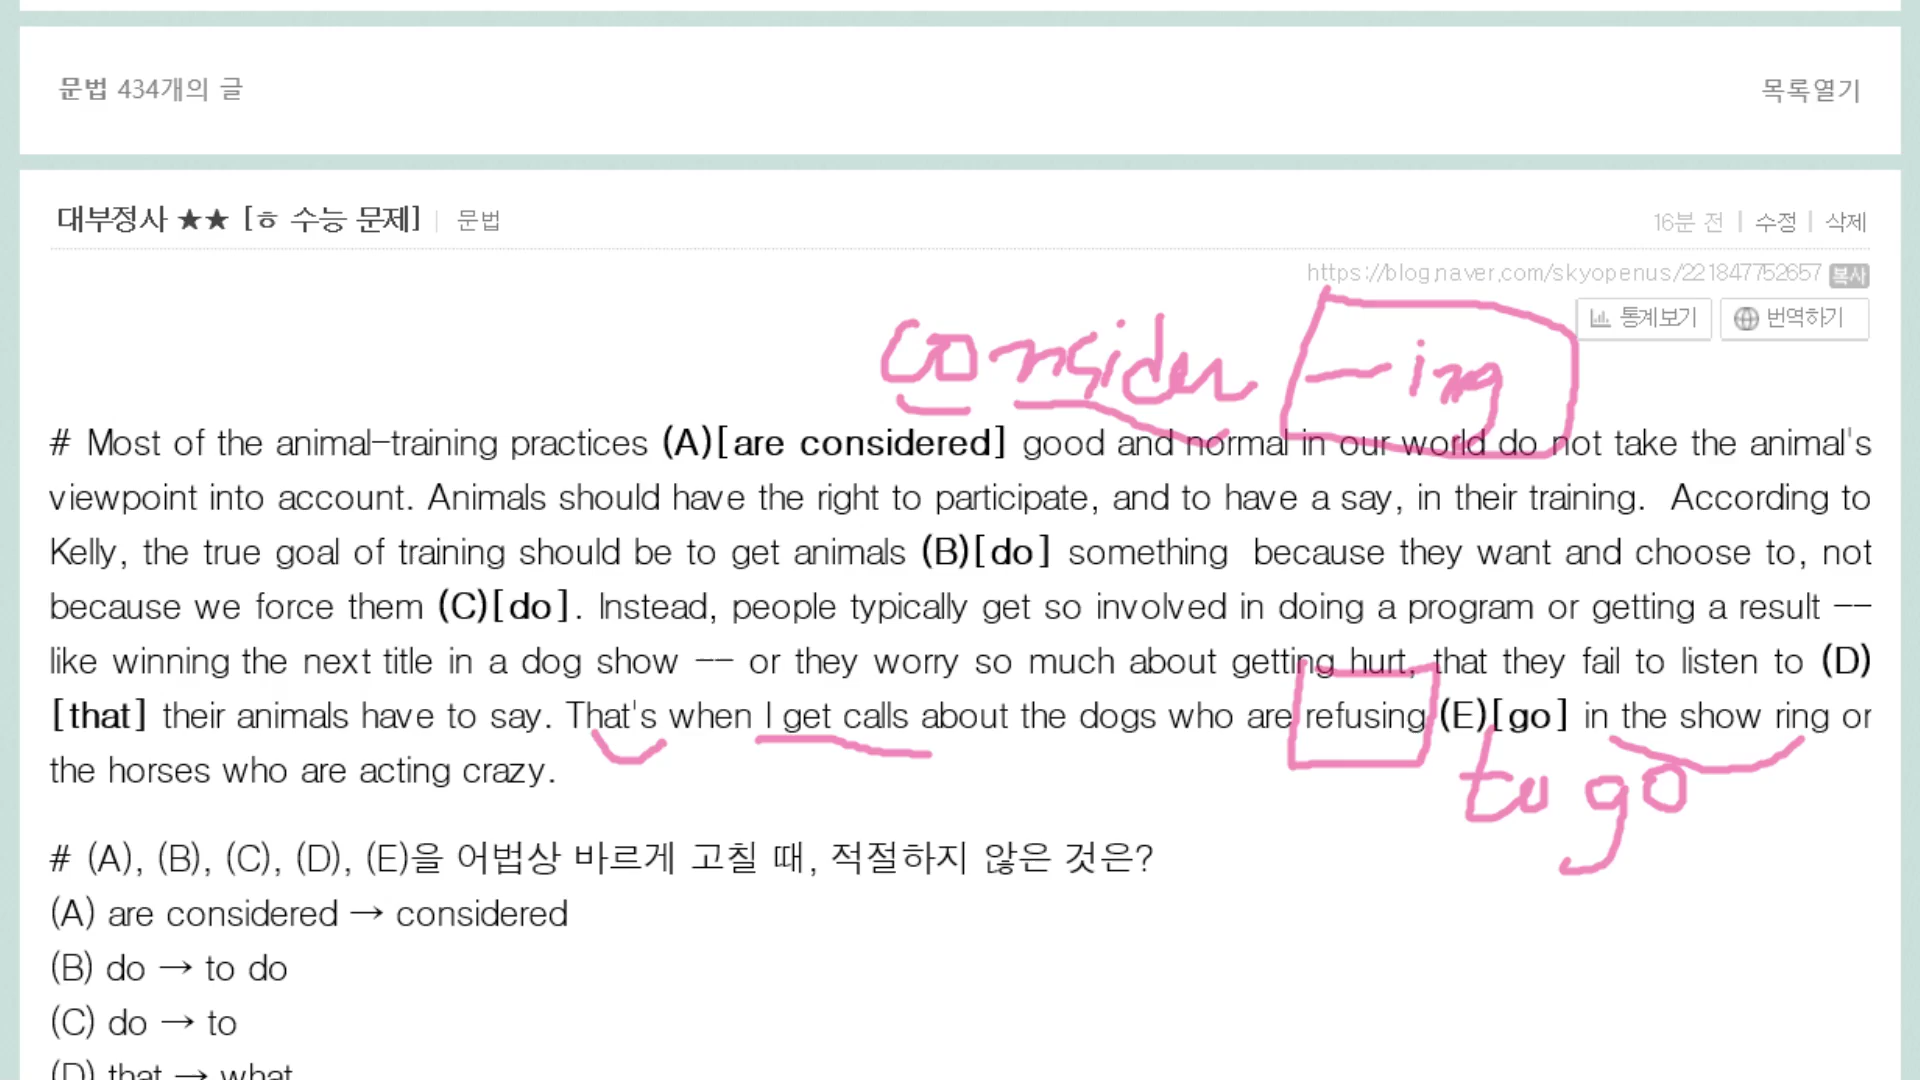 문법 434개의 글
목록열기
대부정사 ★★ [ㅎ 수능 문제] | 문법
16분 전 | 수정 | 삭제
https://blog.naver.com/skyopenus/221847752657 복사
통계보기 번역하기
consider -ing
# Most of the animal-training practices (A)[are considered] good and normal in our world do not take the animal's
viewpoint into account. Animals should have the right to participate, and to have a say, in their training. According to
Kelly, the true goal of training should be to get animals (B)[do] something because they want and choose to, not
because we force them (C)[do]. Instead, people typically get so involved in doing a program or getting a result --
like winning the next title in a dog show -- or they worry so much about getting hurt, that they fail to listen to (D)
[that] their animals have to say. That's when I get calls about the dogs who are refusing (E)[go] in the show ring or
the horses who are acting crazy.
to go
# (A), (B), (C), (D), (E)을 어법상 바르게 고칠 때, 적절하지 않은 것은?
(A) are considered → considered
(B) do → to do
(C) do → to
(D) that → what